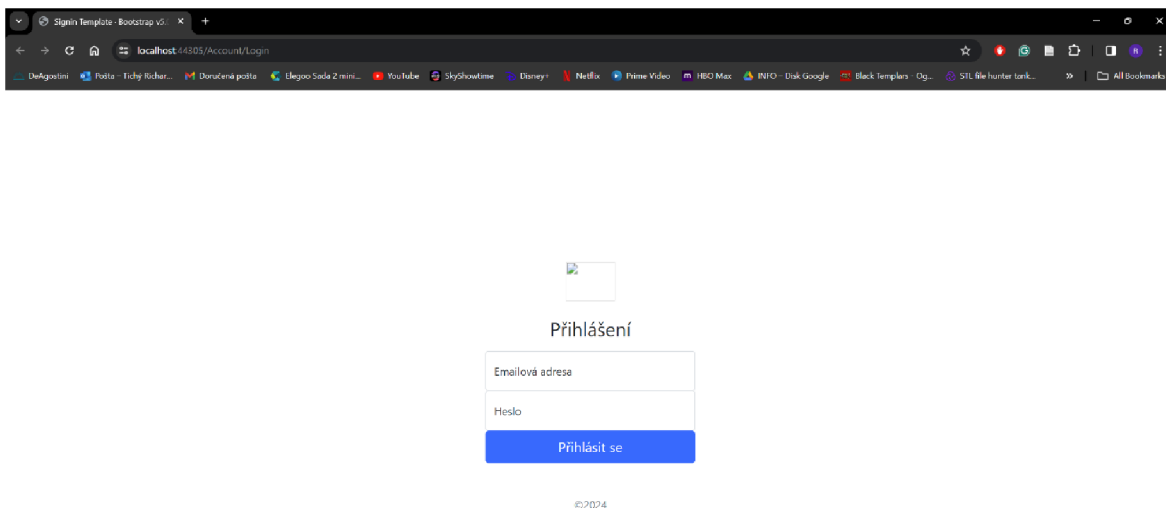 Signin Template · Bootstrap v5.
localhost:44305/Account/Login
DeAgostini Pošta – Tichý Richar... Doručená pošta Elegoo Sada 2 mini... YouTube SkyShowtime Disney+ Netflix Prime Video HBO Max INFO – Disk Google Black Templars - Og... STL file hunter tank... » All Bookmarks
Přihlášení
Emailová adresa
Heslo
Přihlásit se
©2024